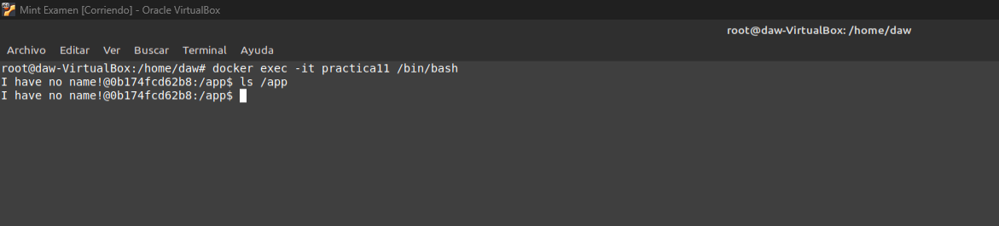 Mint Examen [Corriendo] - Oracle VirtualBox
root@daw-VirtualBox: /home/daw
Archivo Editar Ver Buscar Terminal Ayuda
root@daw-VirtualBox:/home/daw# docker exec -it practica11 /bin/bash
I have no name!@0b174fcd62b8:/app$ ls /app
I have no name!@0b174fcd62b8:/app$